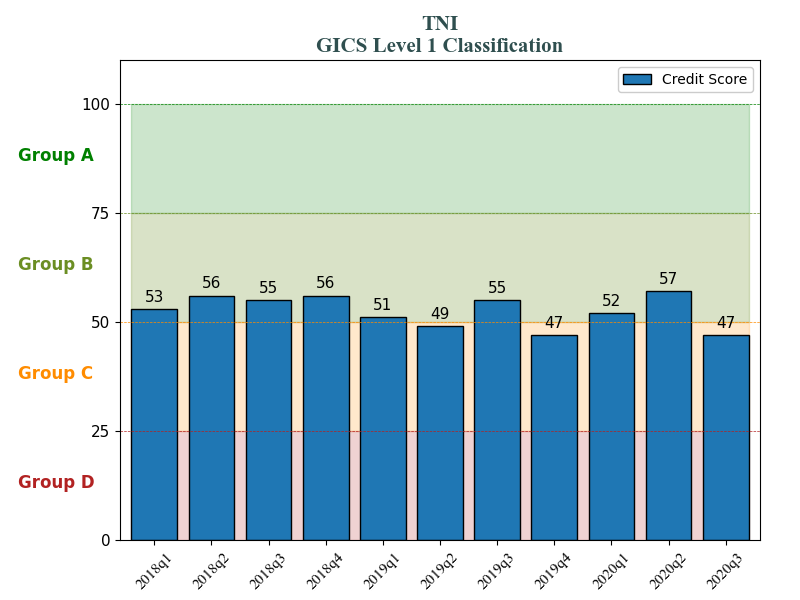 TNI
GICS Level 1 Classification
Credit Score
100
75
50
25
0
Group A
Group B
Group C
Group D
53
56
55
56
51
49
55
47
52
57
47
2018q1
2018q2
2018q3
2018q4
2019q1
2019q2
2019q3
2019q4
2020q1
2020q2
2020q3